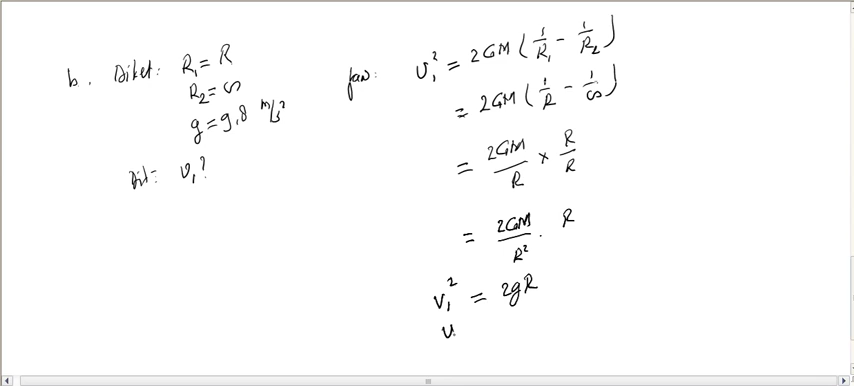 b. Diket: R₁ = R
R₂ = ∞
g = 9,8 m/s²
Dit = v₁?
Jaw: v₁² = 2GM (1/R₁ - 1/R₂)
= 2GM (1/R - 1/∞)
= 2GM/R × R/R
= 2GM/R² . R
v₁² = 2gR
v